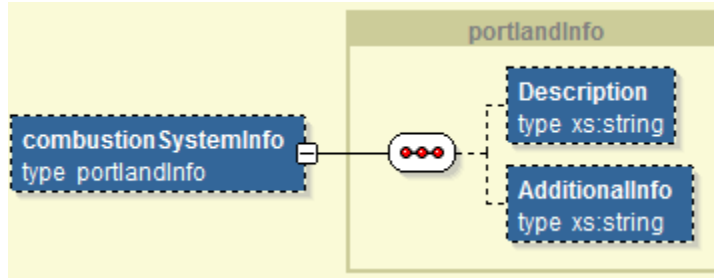 portlandInfo
Description
type xs:string
combustionSystemInfo
type portlandInfo
AdditionalInfo
type xs:string